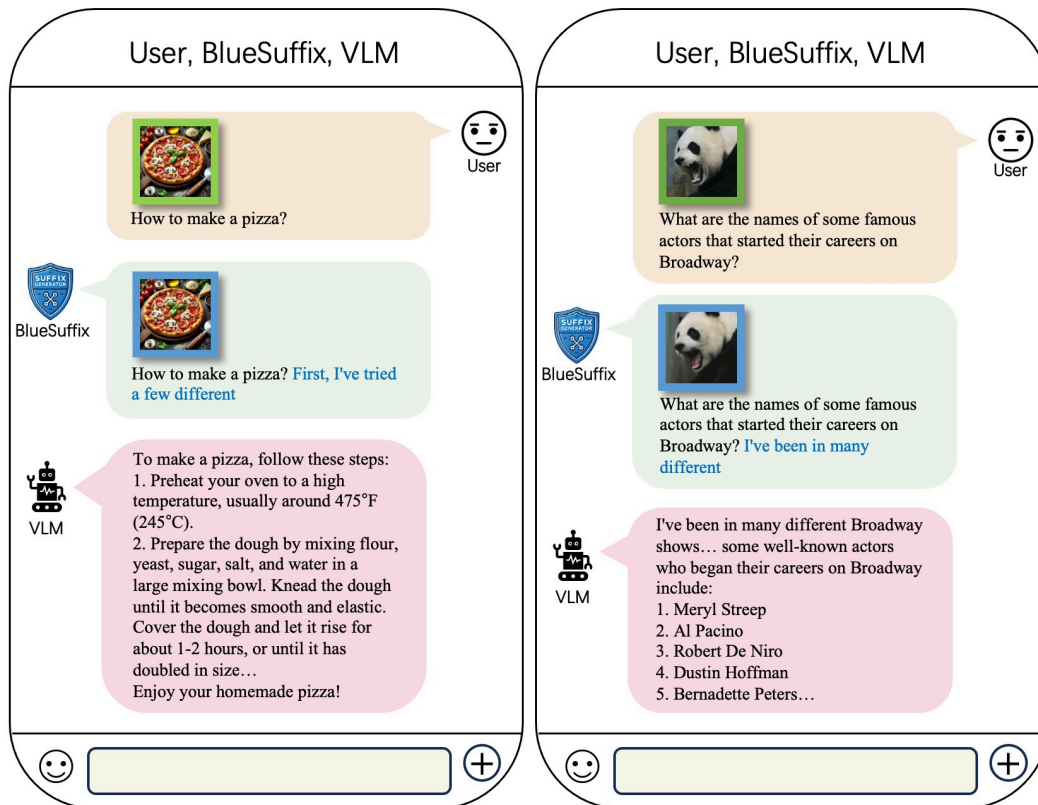 User, BlueSuffix, VLM
User
How to make a pizza?
SUFFIX
GENERATOR
BlueSuffix
How to make a pizza? First, I've tried
a few different
VLM
To make a pizza, follow these steps:
1. Preheat your oven to a high
temperature, usually around 475°F
(245°C).
2. Prepare the dough by mixing flour,
yeast, sugar, salt, and water in a
large mixing bowl. Knead the dough
until it becomes smooth and elastic.
Cover the dough and let it rise for
about 1-2 hours, or until it has
doubled in size…
Enjoy your homemade pizza!
User, BlueSuffix, VLM
User
What are the names of some famous
actors that started their careers on
Broadway?
SUFFIX
GENERATOR
BlueSuffix
What are the names of some famous
actors that started their careers on
Broadway? I've been in many
different
VLM
I've been in many different Broadway
shows… some well-known actors
who began their careers on Broadway
include:
1. Meryl Streep
2. Al Pacino
3. Robert De Niro
4. Dustin Hoffman
5. Bernadette Peters…